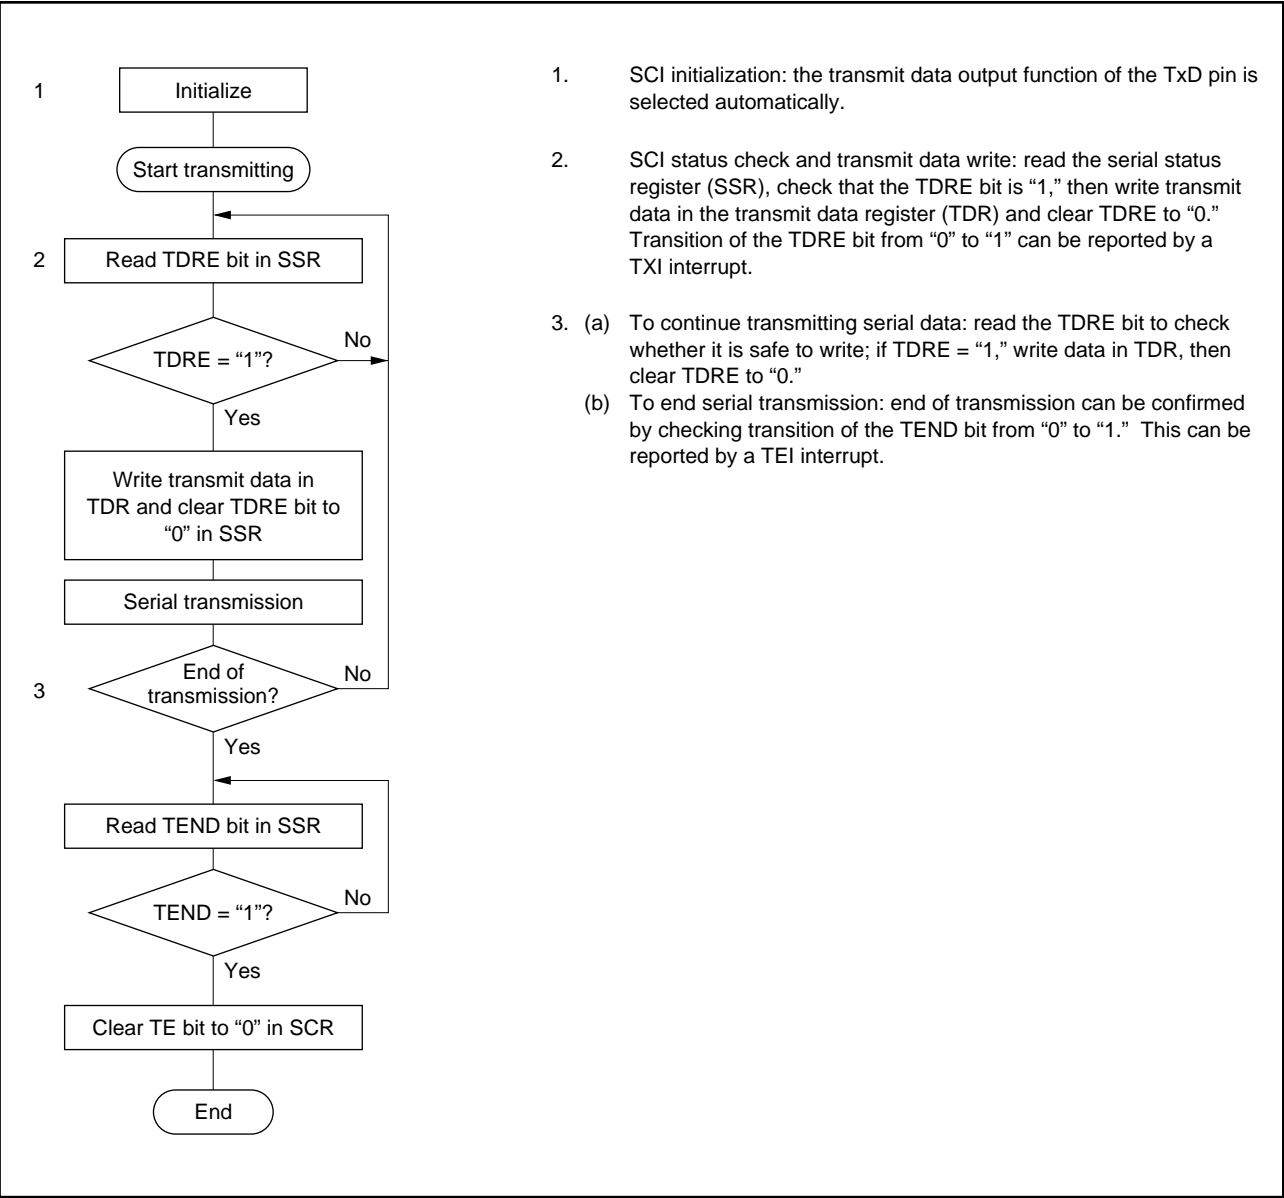 1
Initialize
Start transmitting
2
Read TDRE bit in SSR
TDRE = “1”?
No
Yes
Write transmit data in
TDR and clear TDRE bit to
“0” in SSR
Serial transmission
3
End of
transmission?
No
Yes
Read TEND bit in SSR
TEND = “1”?
No
Yes
Clear TE bit to “0” in SCR
End
1. SCI initialization: the transmit data output function of the TxD pin is
selected automatically.
2. SCI status check and transmit data write: read the serial status
register (SSR), check that the TDRE bit is “1,” then write transmit
data in the transmit data register (TDR) and clear TDRE to “0.”
Transition of the TDRE bit from “0” to “1” can be reported by a
TXI interrupt.
3. (a) To continue transmitting serial data: read the TDRE bit to check
whether it is safe to write; if TDRE = “1,” write data in TDR, then
clear TDRE to “0.”
(b) To end serial transmission: end of transmission can be confirmed
by checking transition of the TEND bit from “0” to “1.” This can be
reported by a TEI interrupt.